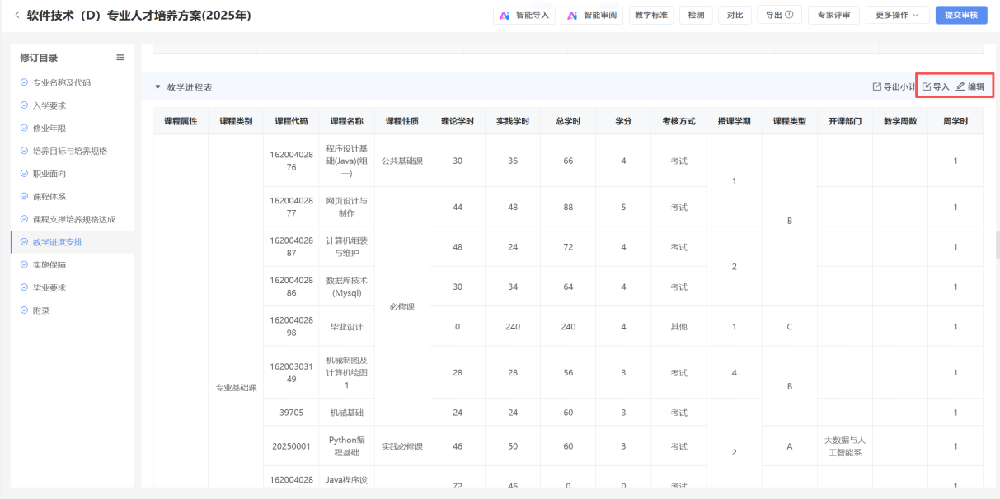 软件技术（D）专业人才培养方案(2025年)
智能导入 智能审阅 教学标准 检测 对比 导出 专家评审 更多操作 提交审核
修订目录
专业名称及代码
入学要求
修业年限
培养目标与培养规格
职业面向
课程体系
课程支撑培养规格达成
教学进度安排
实施保障
毕业要求
附录
教学进程表
导出小计 导入 编辑
课程属性 课程类别 课程代码 课程名称 课程性质 理论学时 实践学时 总学时 学分 考核方式 授课学期 课程类型 开课部门 教学周数 周学时
专业基础课
16200402876 程序设计基础(Java)(组一) 公共基础课 30 36 66 4 考试 1 B 1
16200402877 网页设计与制作 必修课 44 48 88 5 考试 1
16200402887 计算机组装与维护 48 24 72 4 考试 2 1
16200402886 数据库技术(Mysql) 30 34 64 4 考试 1
16200402898 毕业设计 0 240 240 4 其他 1 C 1
16200303149 机械制图及计算机绘图1 28 28 56 3 考试 4 B 1
39705 机械基础 24 24 60 3 考试 2 1
20250001 Python编程基础 实践必修课 46 50 60 3 考试 A 大数据与人工智能系 1
162004028 Java程序设 72 46 0 0 考试 1